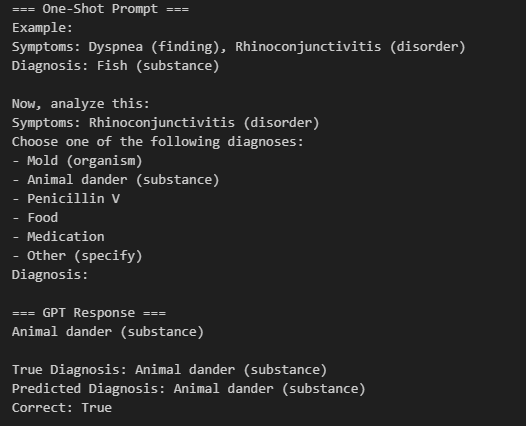 === One-Shot Prompt ===
Example:
Symptoms: Dyspnea (finding), Rhinoconjunctivitis (disorder)
Diagnosis: Fish (substance)

Now, analyze this:
Symptoms: Rhinoconjunctivitis (disorder)
Choose one of the following diagnoses:
- Mold (organism)
- Animal dander (substance)
- Penicillin V
- Food
- Medication
- Other (specify)
Diagnosis:

=== GPT Response ===
Animal dander (substance)

True Diagnosis: Animal dander (substance)
Predicted Diagnosis: Animal dander (substance)
Correct: True